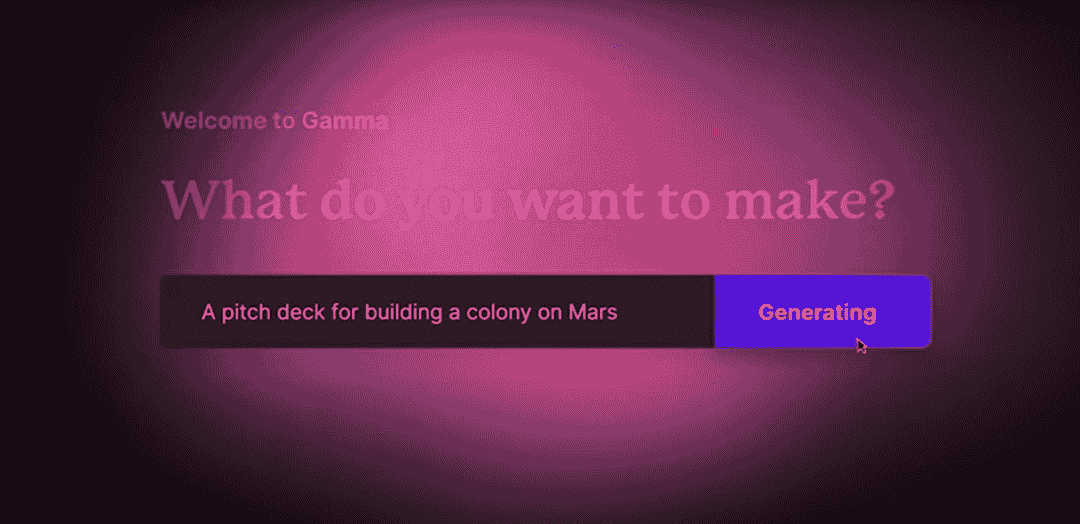 Welcome to Gamma
What do you want to make?
A pitch deck for building a colony on Mars
Generating